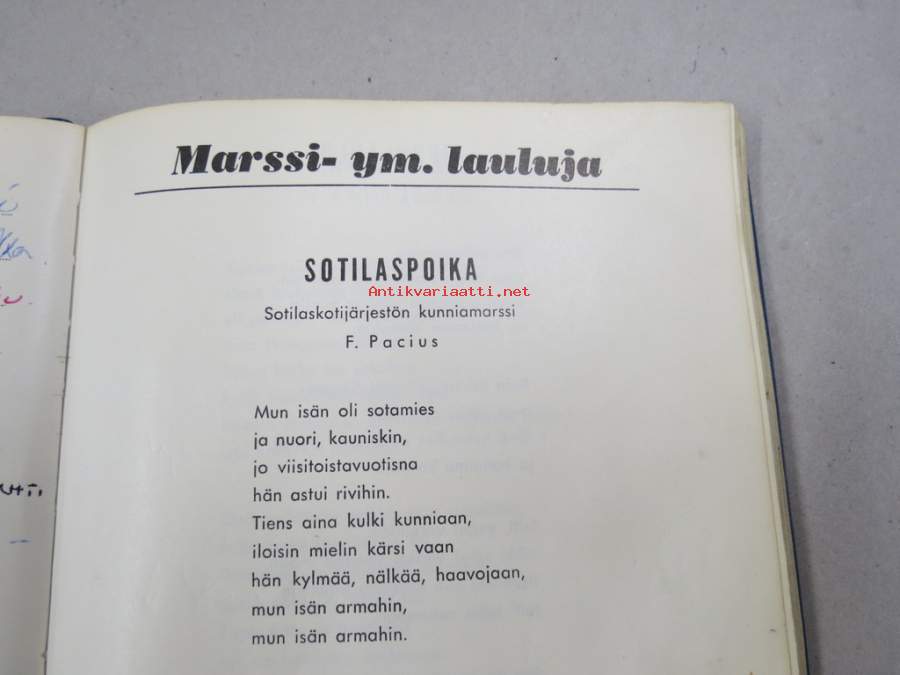 Marssi- ym. lauluja
SOTILASPOIKA
Antikvariaatti.net
Sotilaskotijärjestön kunniamarssi
F. Pacius
Mun isän oli sotamies
ja nuori, kauniskin,
jo viisitoistavuotisna
hän astui rivihin.
Tiens aina kulki kunniaan,
iloisin mielin kärsi vaan
hän kylmää, nälkää, haavojaan,
mun isän armahin,
mun isän armahin.